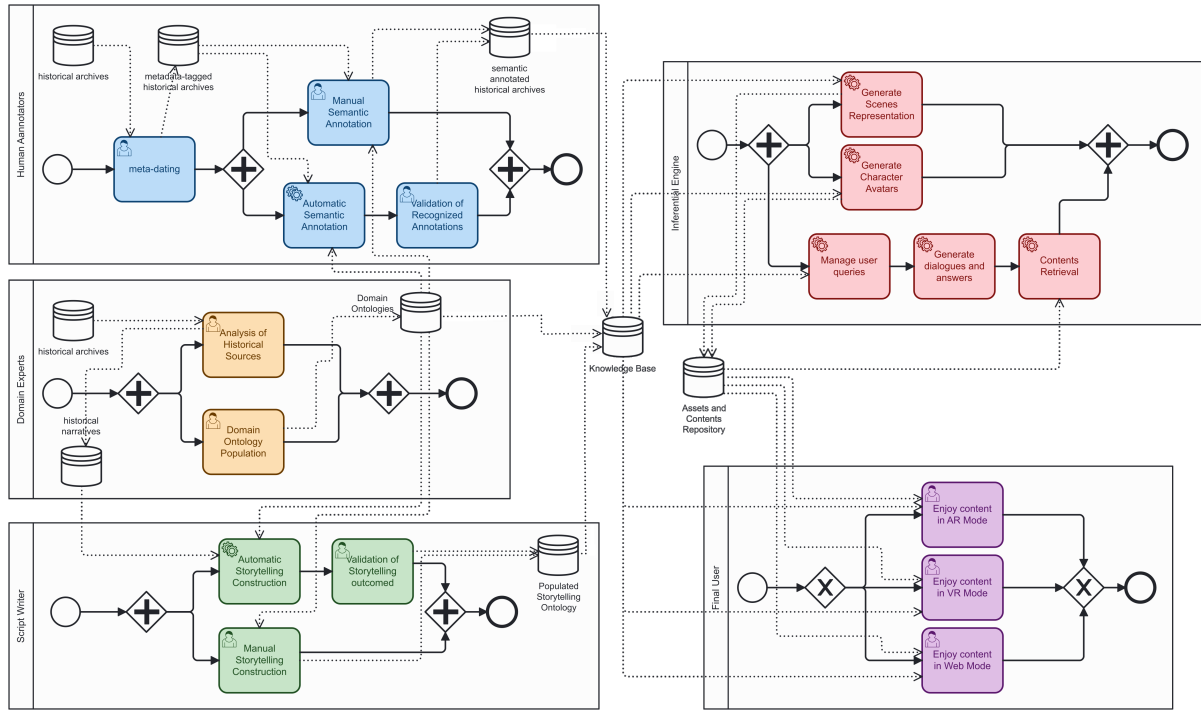 Human Aannotators
historical archives
metadata-tagged
historical archives
semantic
annotated
historical archives
meta-dating
Manual
Semantic
Annotation
Automatic
Semantic
Annotation
Validation of
Recognized
Annotations
Domain Experts
historical archives
historical
narratives
Analysis of
Historical
Sources
Domain
Ontology
Population
Domain
Ontologies
Script Writer
Automatic
Storytelling
Construction
Validation of
Storytelling
outcomed
Manual
Storytelling
Construction
Populated
Storytelling
Ontology
Knowledge Base
Inferential Engine
Generate
Scenes
Representation
Generate
Character
Avatars
Manage user
queries
Generate
dialogues and
answers
Contents
Retrieval
Assets and
Contents
Repository
Final User
X
Enjoy content
in AR Mode
Enjoy content
in VR Mode
Enjoy content
in Web Mode
X